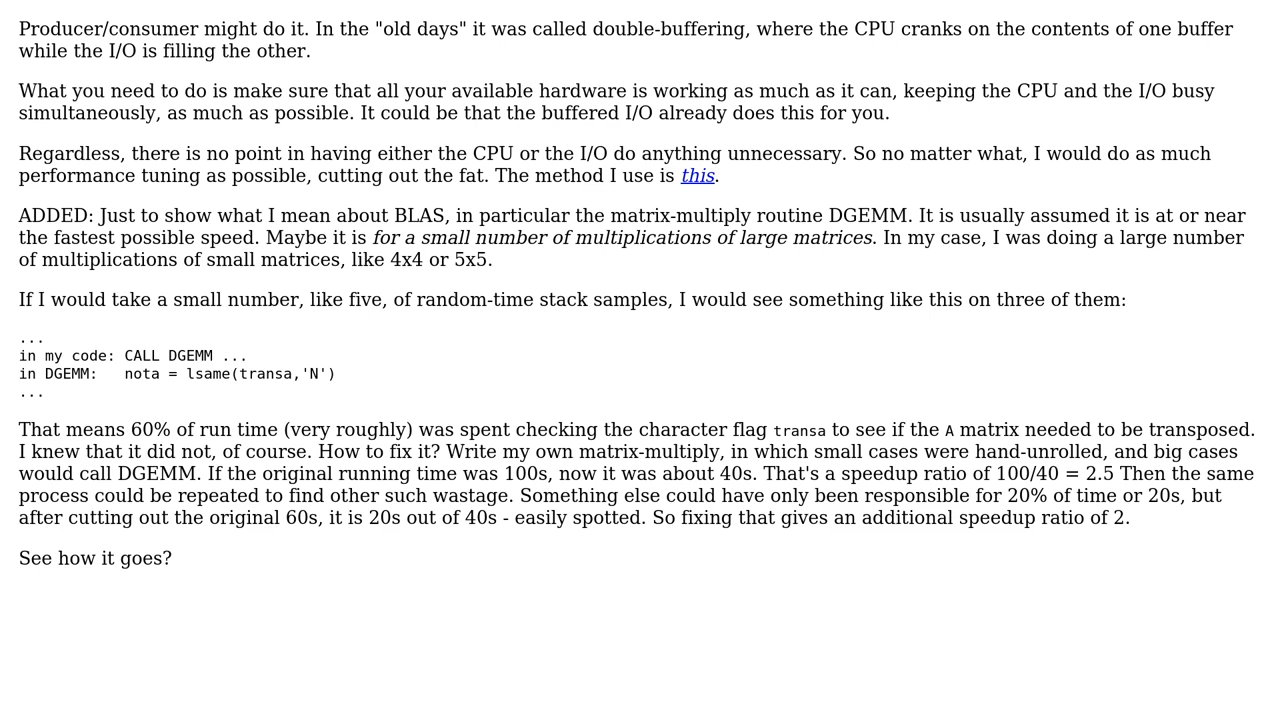 Producer/consumer might do it. In the "old days" it was called double-buffering, where the CPU cranks on the contents of one buffer
while the I/O is filling the other.
What you need to do is make sure that all your available hardware is working as much as it can, keeping the CPU and the I/O busy
simultaneously, as much as possible. It could be that the buffered I/O already does this for you.
Regardless, there is no point in having either the CPU or the I/O do anything unnecessary. So no matter what, I would do as much
performance tuning as possible, cutting out the fat. The method I use is this.
ADDED: Just to show what I mean about BLAS, in particular the matrix-multiply routine DGEMM. It is usually assumed it is at or near
the fastest possible speed. Maybe it is for a small number of multiplications of large matrices. In my case, I was doing a large number
of multiplications of small matrices, like 4x4 or 5x5.
If I would take a small number, like five, of random-time stack samples, I would see something like this on three of them:
...
in my code: CALL DGEMM ...
in DGEMM:   nota = lsame(transa,'N')
...
That means 60% of run time (very roughly) was spent checking the character flag transa to see if the A matrix needed to be transposed.
I knew that it did not, of course. How to fix it? Write my own matrix-multiply, in which small cases were hand-unrolled, and big cases
would call DGEMM. If the original running time was 100s, now it was about 40s. That's a speedup ratio of 100/40 = 2.5 Then the same
process could be repeated to find other such wastage. Something else could have only been responsible for 20% of time or 20s, but
after cutting out the original 60s, it is 20s out of 40s - easily spotted. So fixing that gives an additional speedup ratio of 2.
See how it goes?